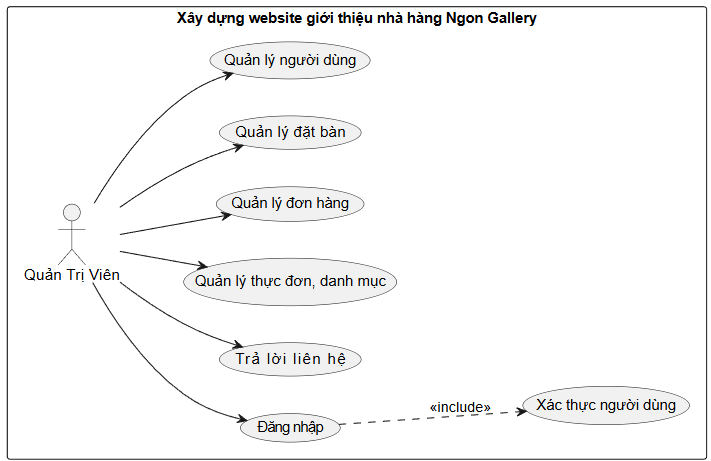 Xây dựng website giới thiệu nhà hàng Ngon Gallery
Quản lý người dùng
Quản lý đặt bàn
Quản lý đơn hàng
Quản Trị Viên
Quản lý thực đơn, danh mục
Trả lời liên hệ
Đăng nhập
«include»
Xác thực người dùng